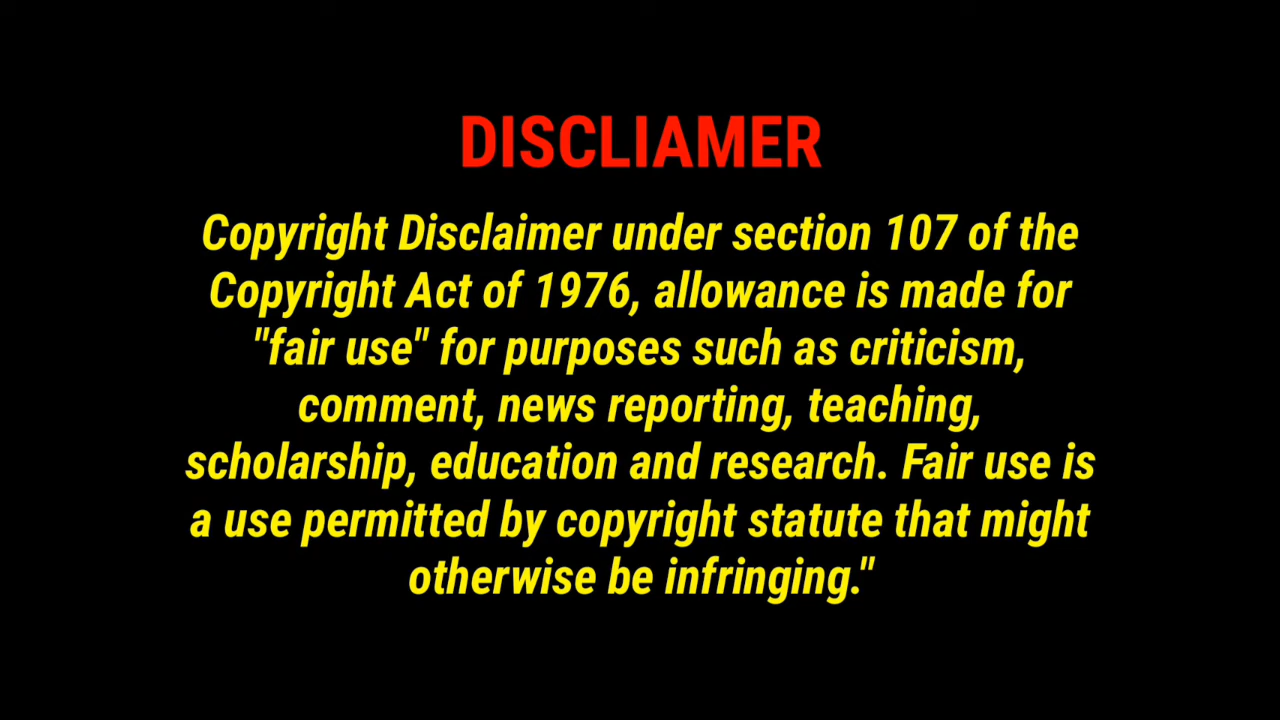 DISCLIAMER
Copyright Disclaimer under section 107 of the
Copyright Act of 1976, allowance is made for
"fair use" for purposes such as criticism,
comment, news reporting, teaching,
scholarship, education and research. Fair use is
a use permitted by copyright statute that might
otherwise be infringing."